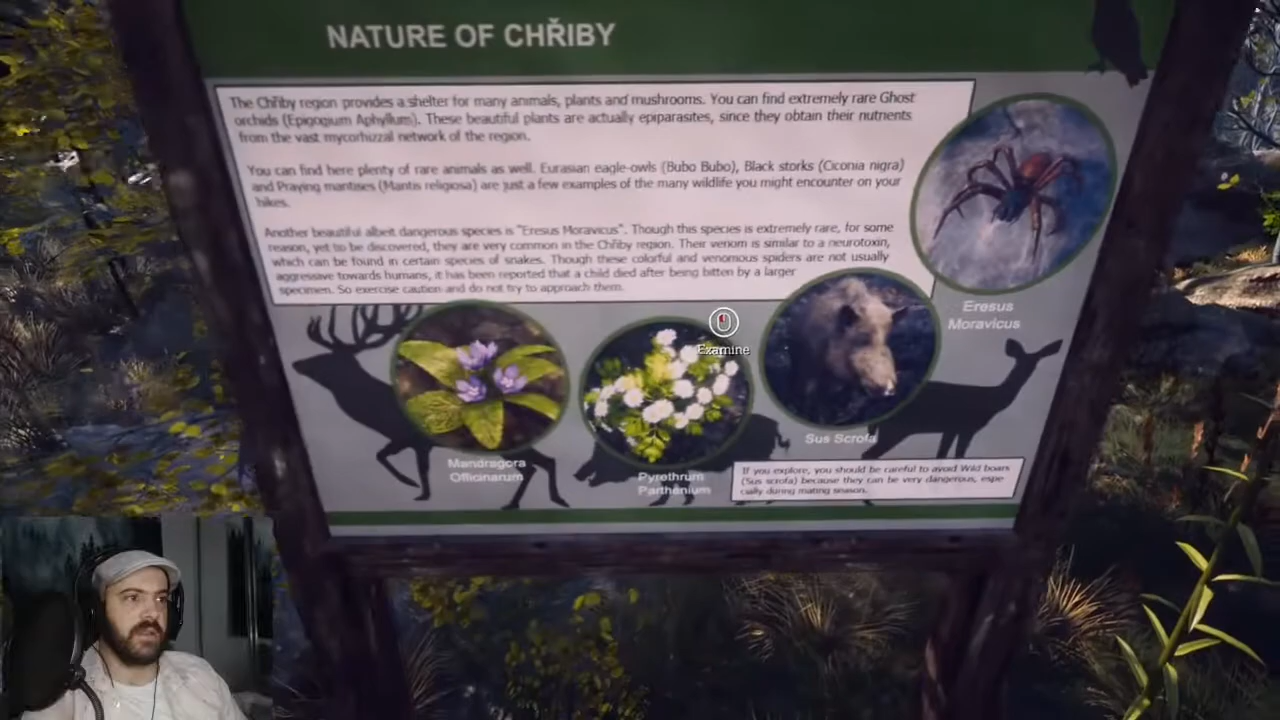 NATURE OF CHŘIBY
The Chřiby region provides a shelter for many animals, plants and mushrooms. You can find extremely rare Ghost
orchids (Epigogium Aphyllum). These beautiful plants are actually epiparasites, since they obtain their nutrients
from the vast mycorhizzal network of the region.
You can find here plenty of rare animals as well. Eurasian eagle-owls (Bubo Bubo), Black storks (Ciconia nigra)
and Praying mantises (Mantis religiosa) are just a few examples of the many wildlife you might encounter on your
hikes.
Another beautiful albeit dangerous species is "Eresus Moravicus". Though this species is extremely rare, for some
reason, yet to be discovered, they are very common in the Chřiby region. Their venom is similar to a neurotoxin,
which can be found in certain species of snakes. Though these colorful and venomous spiders are not usually
aggressive towards humans, it has been reported that a child died after being bitten by a larger
specimen. So exercise caution and do not try to approach them.
Eresus
Moravicus
Examine
Sus Scrofa
Mandragora
Officinarum
Pyrethrum
Parthenium
If you explore, you should be careful to avoid Wild boars
(Sus scrofa) because they can be very dangerous, espe
cially during mating season.